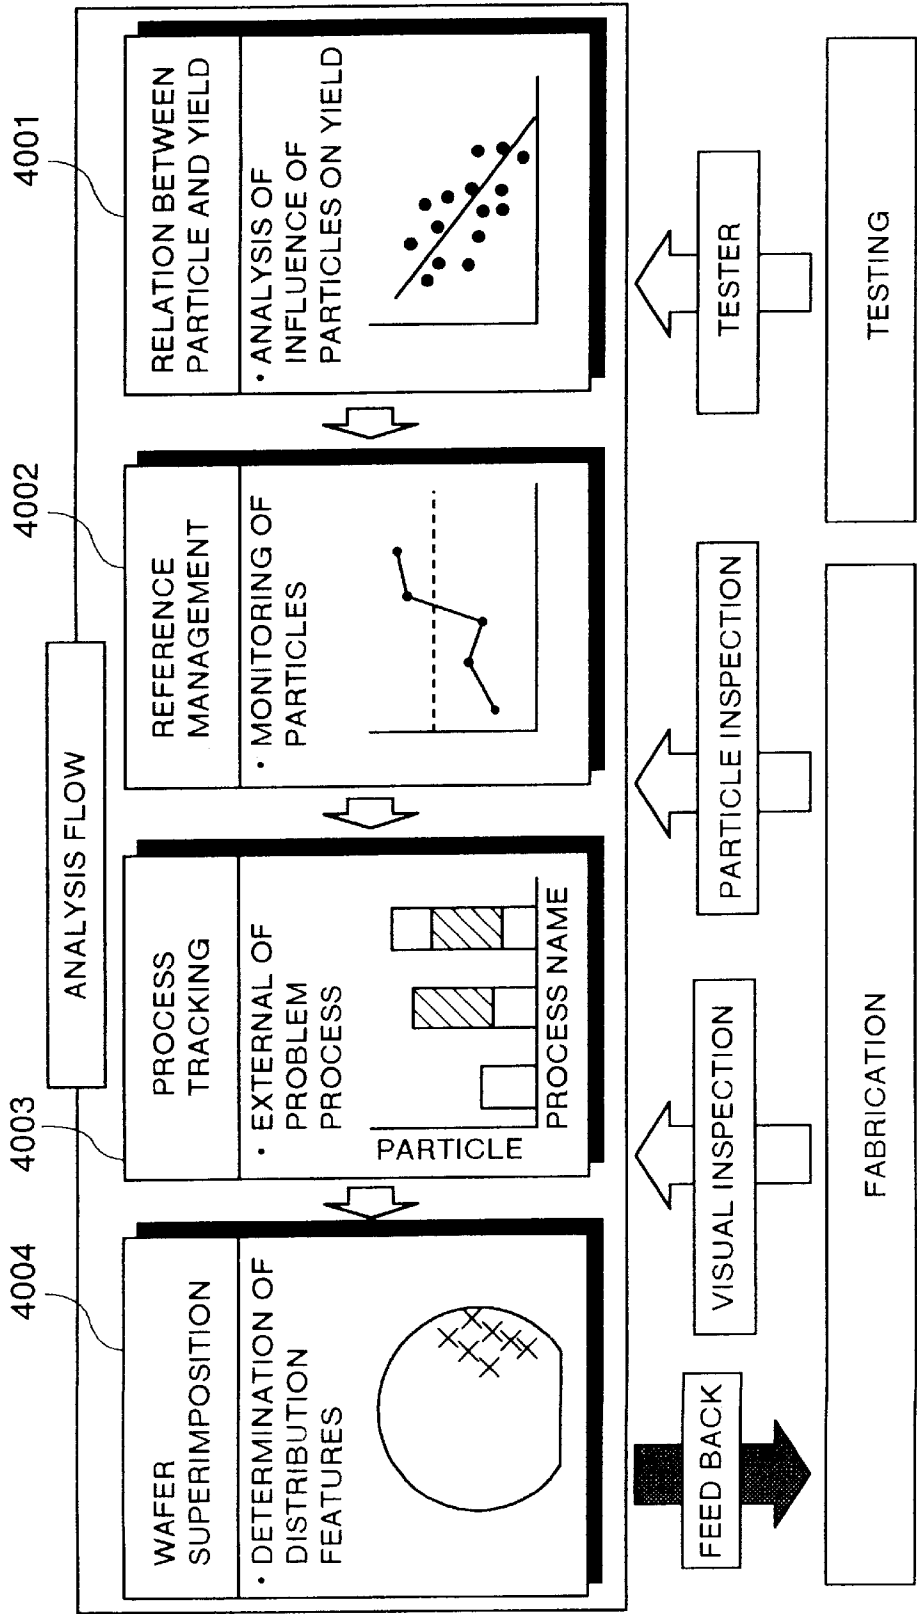 ANALYSIS FLOW
4004
WAFER
SUPERIMPOSITION
• DETERMINATION OF
DISTRIBUTION
FEATURES
4003
PROCESS
TRACKING
• EXTERNAL OF
PROBLEM
PROCESS
PARTICLE
PROCESS NAME
4002
REFERENCE
MANAGEMENT
• MONITORING OF
PARTICLES
4001
RELATION BETWEEN
PARTICLE AND YIELD
• ANALYSIS OF
INFLUENCE OF
PARTICLES ON YIELD
FEED BACK
VISUAL INSPECTION
PARTICLE INSPECTION
TESTER
FABRICATION
TESTING